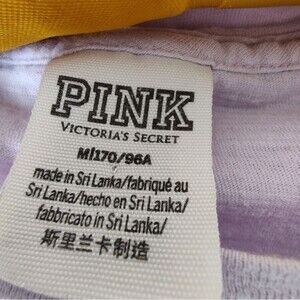 PINK
VICTORIA'S SECRET
M/170/96A
made in Sri Lanka/fabriqué au
Sri Lanka/hecho en Sri Lanka/
fabbricato in Sri Lanka/
斯里兰卡制造